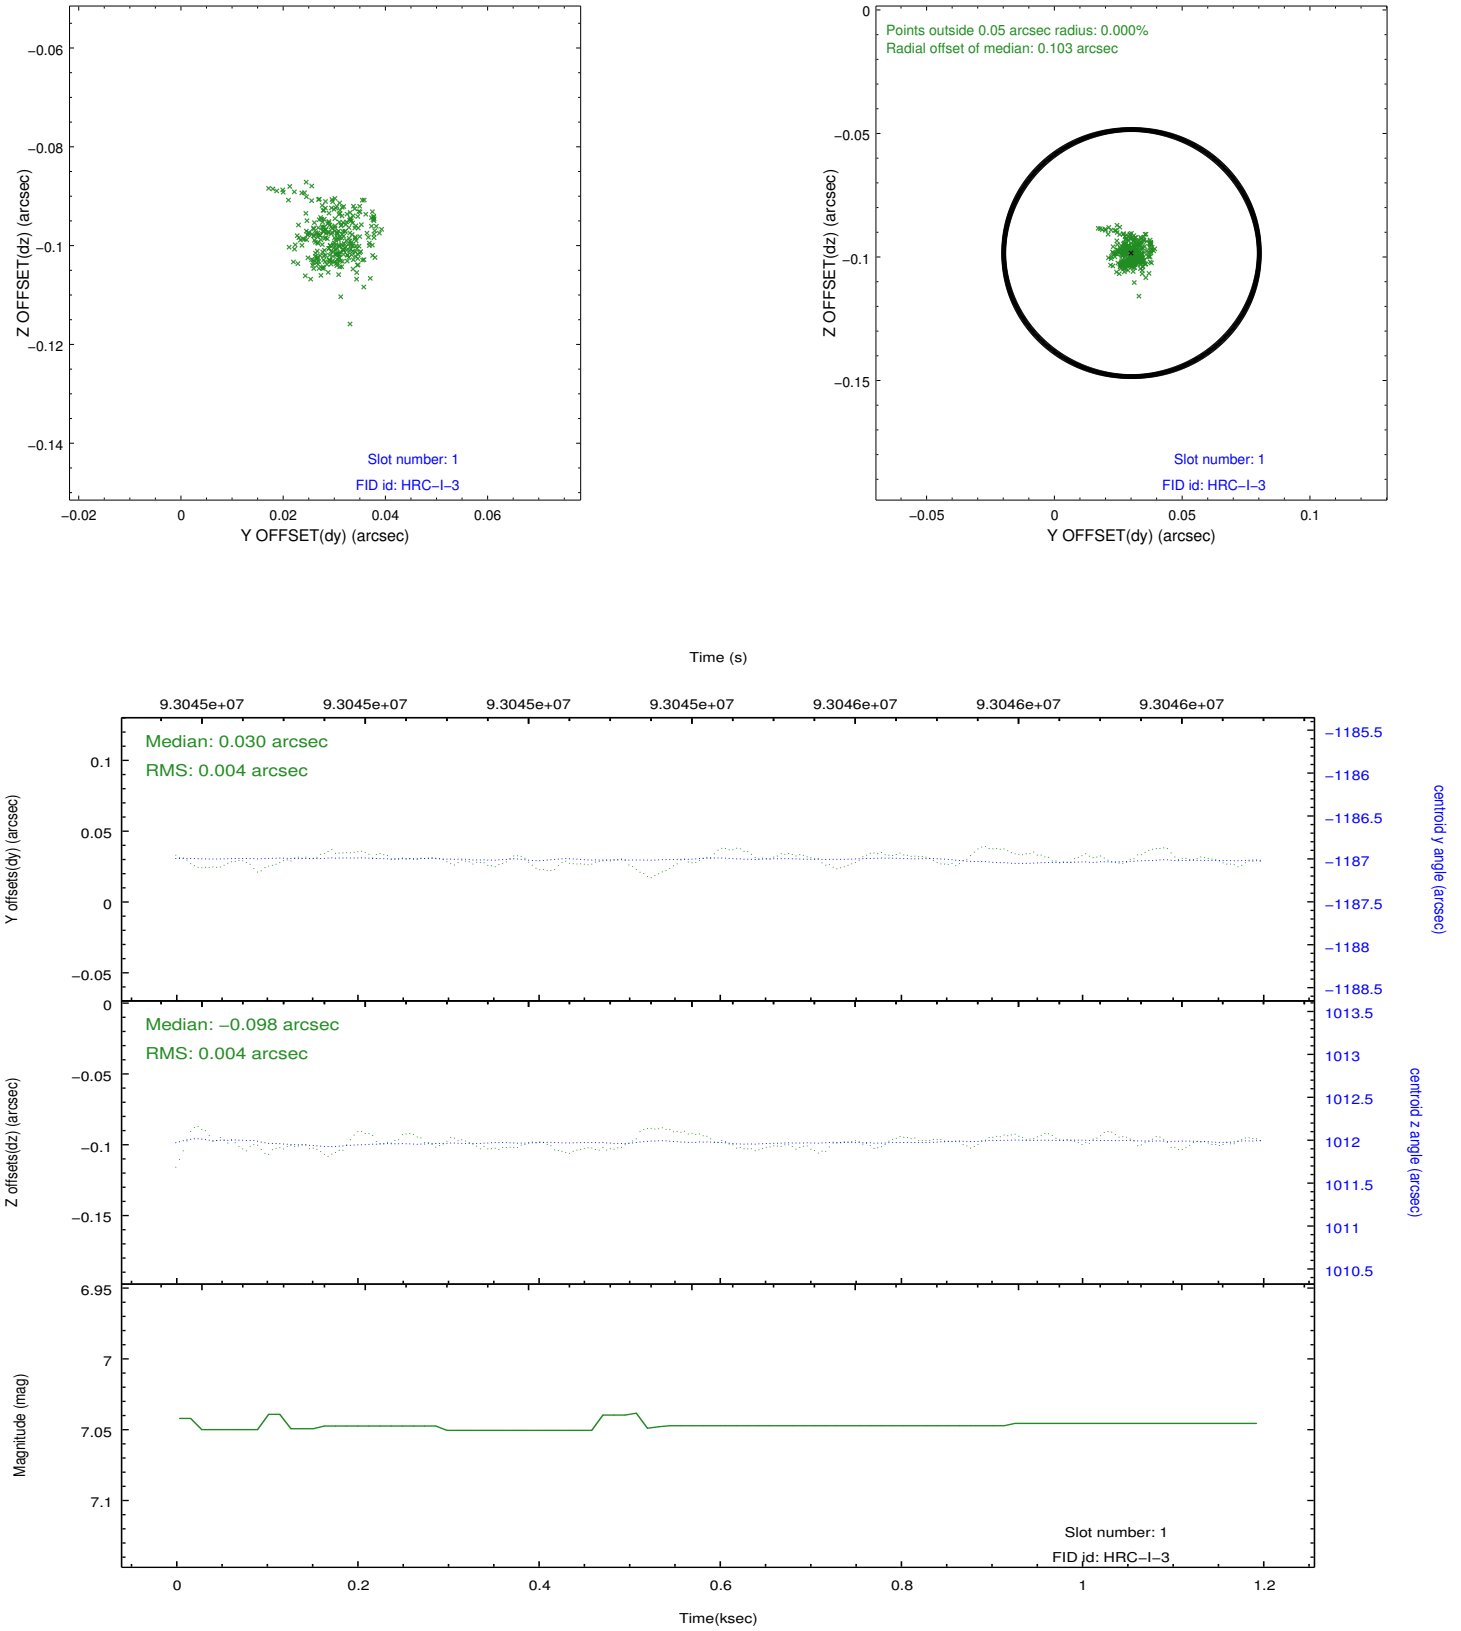 −0.06
−0.08
−0.1
−0.12
−0.14
Z OFFSET(dz) (arcsec)
Slot number: 1
FID id: HRC−I−3
−0.02
0
0.02
0.04
0.06
Y OFFSET(dy) (arcsec)
0
−0.05
−0.1
−0.15
Z OFFSET(dz) (arcsec)
Points outside 0.05 arcsec radius: 0.000%
Radial offset of median: 0.103 arcsec
Slot number: 1
FID id: HRC−I−3
−0.05
0
0.05
0.1
Y OFFSET(dy) (arcsec)
Time (s)
9.3045e+07
9.3045e+07
9.3045e+07
9.3045e+07
9.3046e+07
9.3046e+07
9.3046e+07
Median: 0.030 arcsec
RMS: 0.004 arcsec
0.1
0.05
0
−0.05
Y offsets(dy) (arcsec)
−1185.5
−1186
−1186.5
−1187
−1187.5
−1188
−1188.5
centroid y angle (arcsec)
Median: −0.098 arcsec
RMS: 0.004 arcsec
0
−0.05
−0.1
−0.15
Z offsets(dz) (arcsec)
1013.5
1013
1012.5
1012
1011.5
1011
1010.5
centroid z angle (arcsec)
6.95
7
7.05
7.1
Magnitude (mag)
Slot number: 1
FID id: HRC−I−3
0
0.2
0.4
0.6
0.8
1
1.2
Time(ksec)